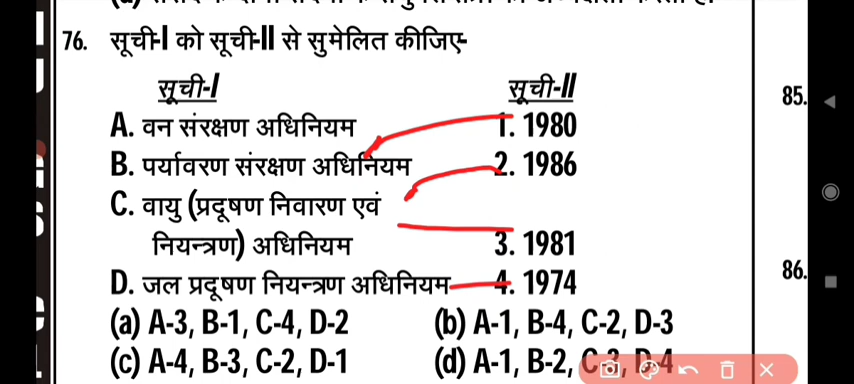 76. सूची-I को सूची-II से सुमेलित कीजिए-
सूची-I सूची-II
A. वन संरक्षण अधिनियम 1. 1980
B. पर्यावरण संरक्षण अधिनियम 2. 1986
C. वायु (प्रदूषण निवारण एवं
नियन्त्रण) अधिनियम 3. 1981
D. जल प्रदूषण नियन्त्रण अधिनियम 4. 1974
(a) A-3, B-1, C-4, D-2 (b) A-1, B-4, C-2, D-3
(c) A-4, B-3, C-2, D-1 (d) A-1, B-2, C-3, D-4
85.
86.